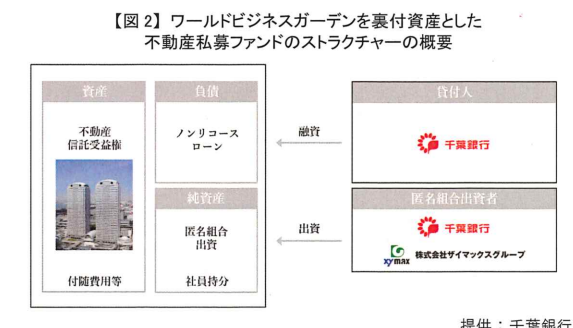 【図2】ワールドビジネスガーデンを裏付資産とした
不動産私募ファンドのストラクチャーの概要
資産
負債
貸付人
不動産
信託受益権
ノンリコース
ローン
融資
千葉銀行
純資産
匿名組合出資者
匿名組合
出資
出資
千葉銀行
xymax 株式会社ザイマックスグループ
付随費用等
社員持分
提供：千葉銀行